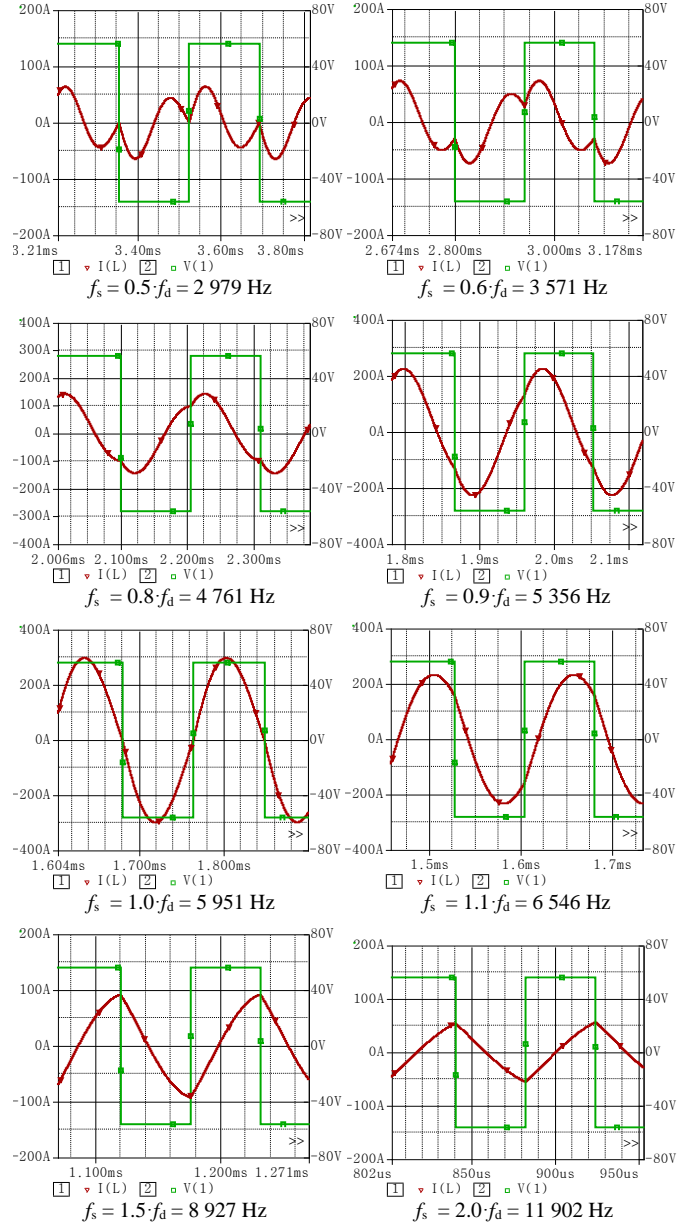 200A 80V 200A 80V
100A 40V 100A 40V
0A 0V 0A 0V
-100A -40V -100A -40V
>> >>
-200A -80V -200A -80V
3.21ms 3.40ms 3.60ms 3.80ms 2.674ms 2.800ms 3.000ms 3.178ms
1 I(L) 2 V(1) 1 I(L) 2 V(1)
fs = 0.5·fd = 2 979 Hz fs = 0.6·fd = 3 571 Hz
400A 80V 400A 80V
300A
200A 40V 200A 40V
100A
0A 0V 0A 0V
-100A
-200A -40V -200A -40V
-300A
>> >>
-400A -80V -400A -80V
2.006ms 2.100ms 2.200ms 2.300ms 1.8ms 1.9ms 2.0ms 2.1ms
1 I(L) 2 V(1) 1 I(L) 2 V(1)
fs = 0.8·fd = 4 761 Hz fs = 0.9·fd = 5 356 Hz
400A 80V 400A 80V
200A 40V 200A 40V
0A 0V 0A 0V
-200A -40V -200A -40V
>> >>
-400A -80V -400A -80V
1.604ms 1.700ms 1.800ms 1.5ms 1.6ms 1.7ms
1 I(L) 2 V(1) 1 I(L) 2 V(1)
fs = 1.0·fd = 5 951 Hz fs = 1.1·fd = 6 546 Hz
200A 80V 200A 80V
100A 40V 100A 40V
0A 0V 0A 0V
-100A -40V -100A -40V
>> >>
-200A -80V -200A -80V
1.100ms 1.200ms 1.271ms 802us 850us 900us 950us
1 I(L) 2 V(1) 1 I(L) 2 V(1)
fs = 1.5·fd = 8 927 Hz fs = 2.0·fd = 11 902 Hz